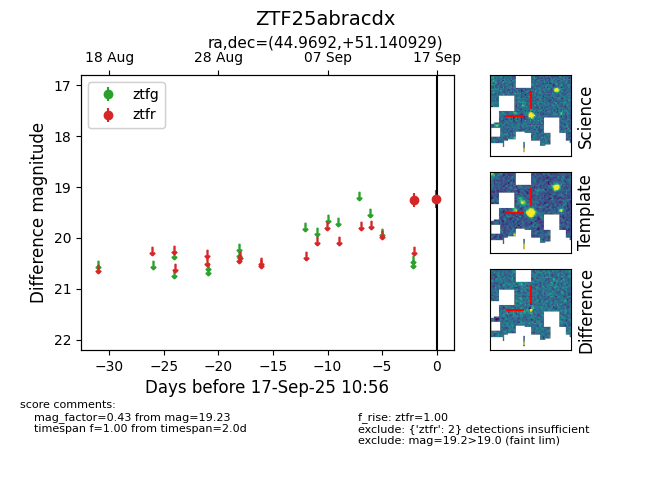 ZTF25abracdx
ra,dec=(44.9692,+51.140929)
18 Aug 28 Aug 07 Sep 17 Sep
17
18
19
20
21
22
Difference magnitude
ztfg
ztfr
−30 −25 −20 −15 −10 −5 0
Days before 17-Sep-25 10:56
Science
Template
Difference
score comments:
mag_factor=0.43 from mag=19.23
timespan f=1.00 from timespan=2.0d
f_rise: ztfr=1.00
exclude: {'ztfr': 2} detections insufficient
exclude: mag=19.2>19.0 (faint lim)